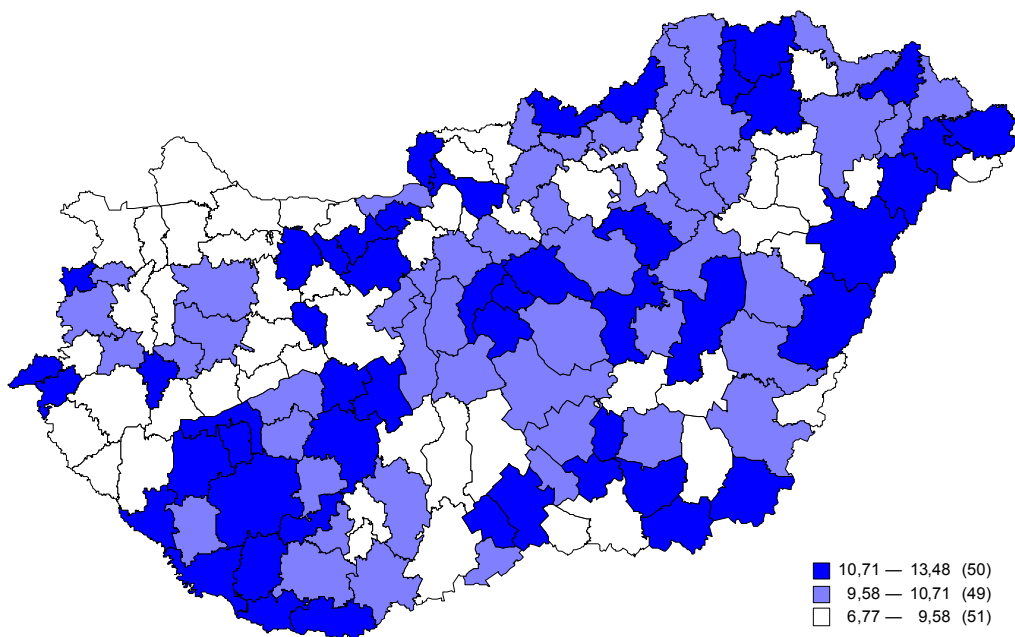 10,71 — 13,48 (50)
9,58 — 10,71 (49)
6,77 — 9,58 (51)